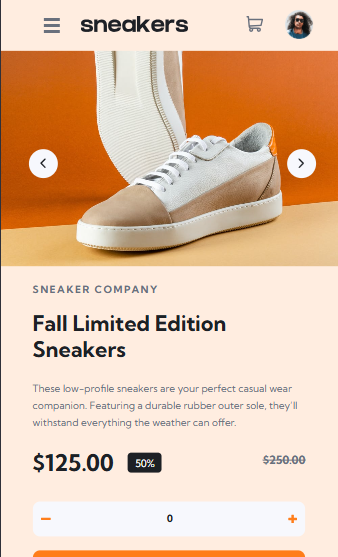 sneakers
SNEAKER COMPANY
Fall Limited Edition
Sneakers
These low-profile sneakers are your perfect casual wear
companion. Featuring a durable rubber outer sole, they'll
withstand everything the weather can offer.
$125.00 50% $250.00
0